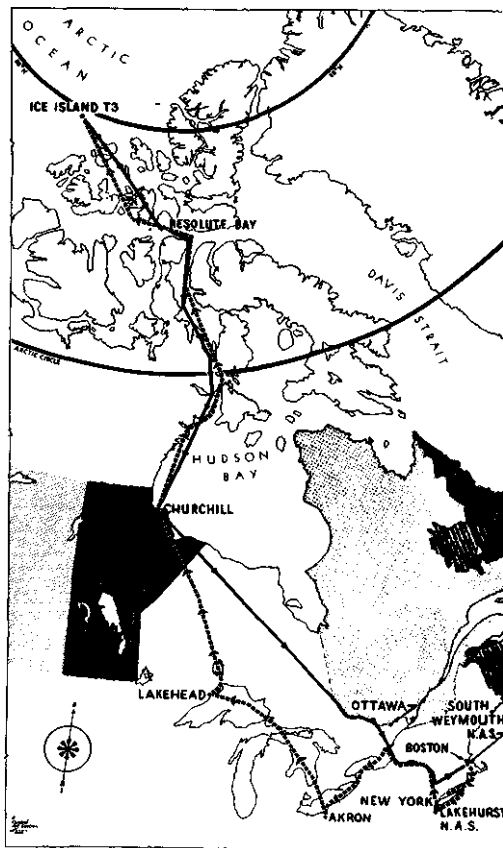 ARCTIC
OCEAN
ICE ISLAND T3
RESOLUTE BAY
DAVIS STRAIT
ARCTIC CIRCLE
HUDSON
BAY
CHURCHILL
LAKEHEAD
OTTAWA
SOUTH
WEYMOUTH
N.A.S.
BOSTON
NEW YORK
LAKEHURST
N.A.S.
AKRON